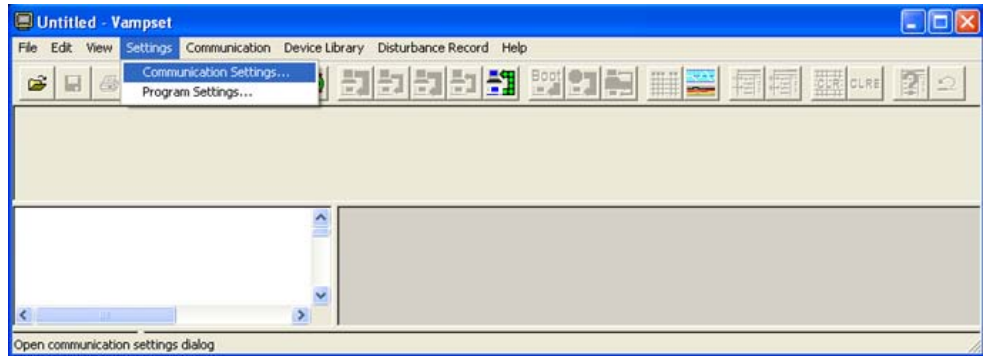 Untitled - Vampset
File Edit View Settings Communication Device Library Disturbance Record Help
Communication Settings...
Program Settings...
Boot CLR CLRE
Open communication settings dialog